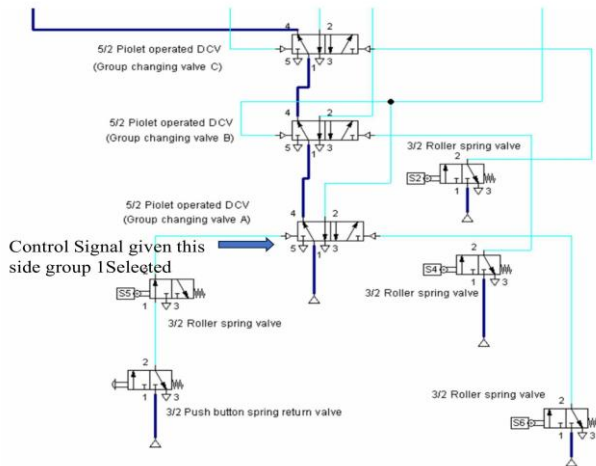 4 2
5/2 Piolet operated DCV
(Group changing valve C)
5 1 3
4 2
5/2 Piolet operated DCV
(Group changing valve B)
5 1 3
3/2 Roller spring valve
2
S2
1 3
5/2 Piolet operated DCV
(Group changing valve A)
4 2
5 1 3
Control Signal given this
side group 1Selected
2
S4
1 3
3/2 Roller spring valve
2
S5
1 3
3/2 Roller spring valve
2
1 3
3/2 Push button spring return valve
3/2 Roller spring valve
2
S6
1 3